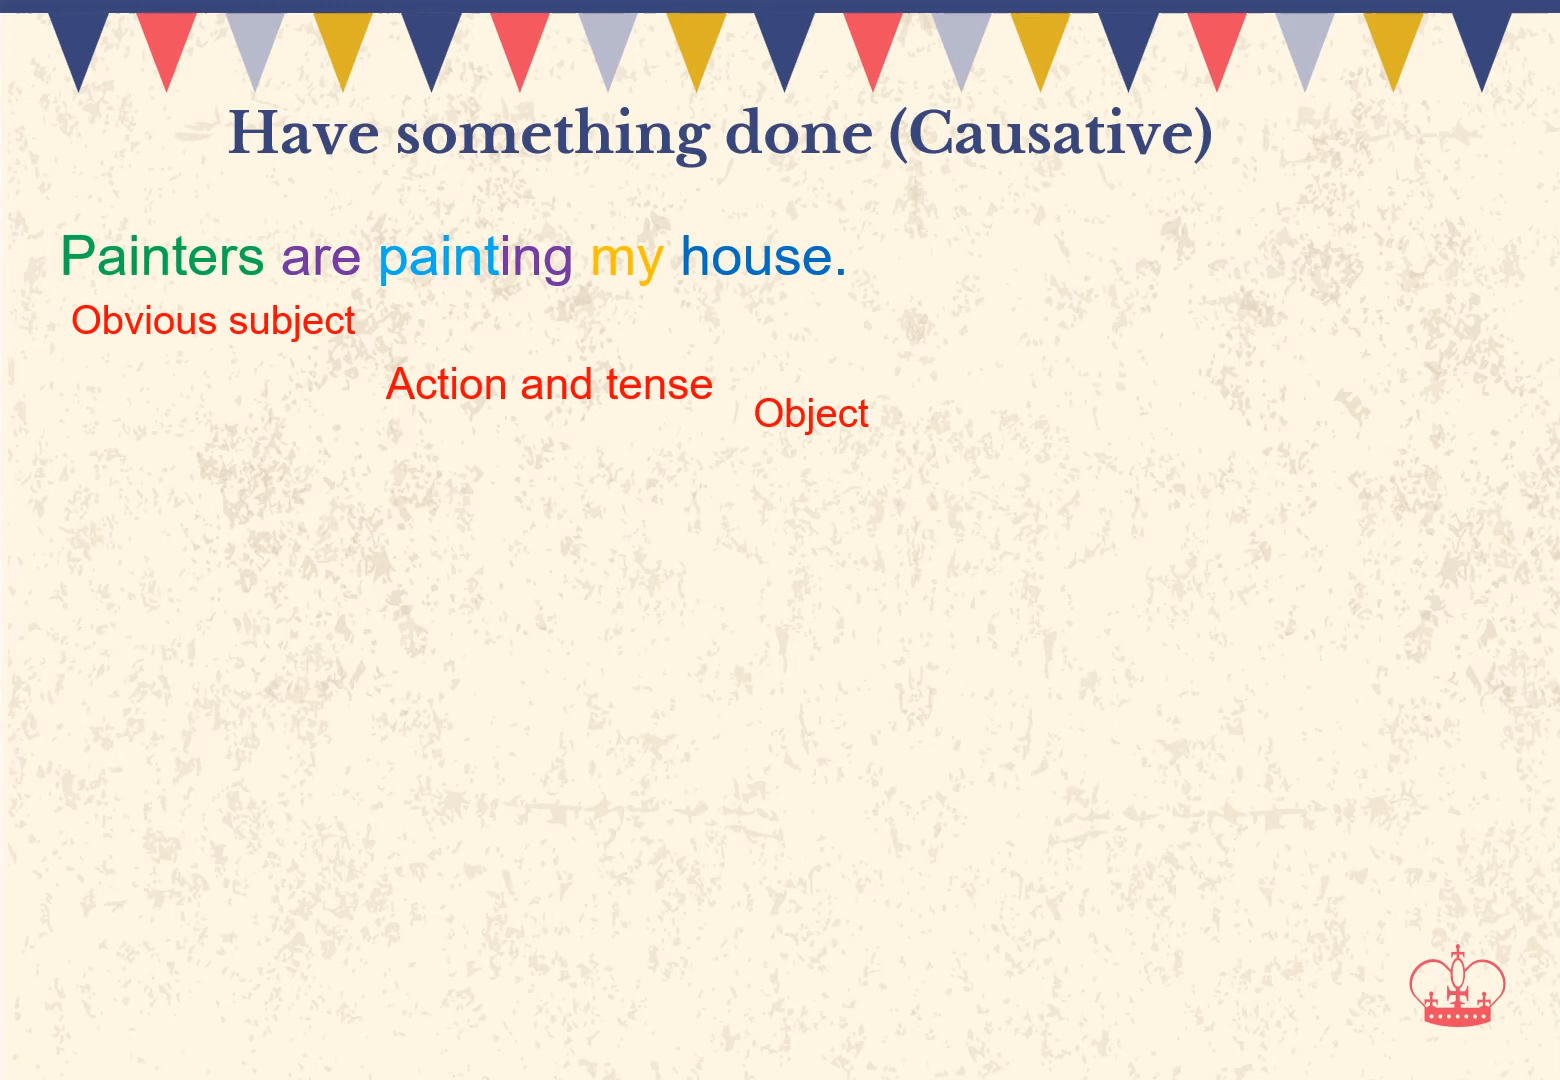 Have something done (Causative)
Painters are painting my house.
Obvious subject
Action and tense
Object